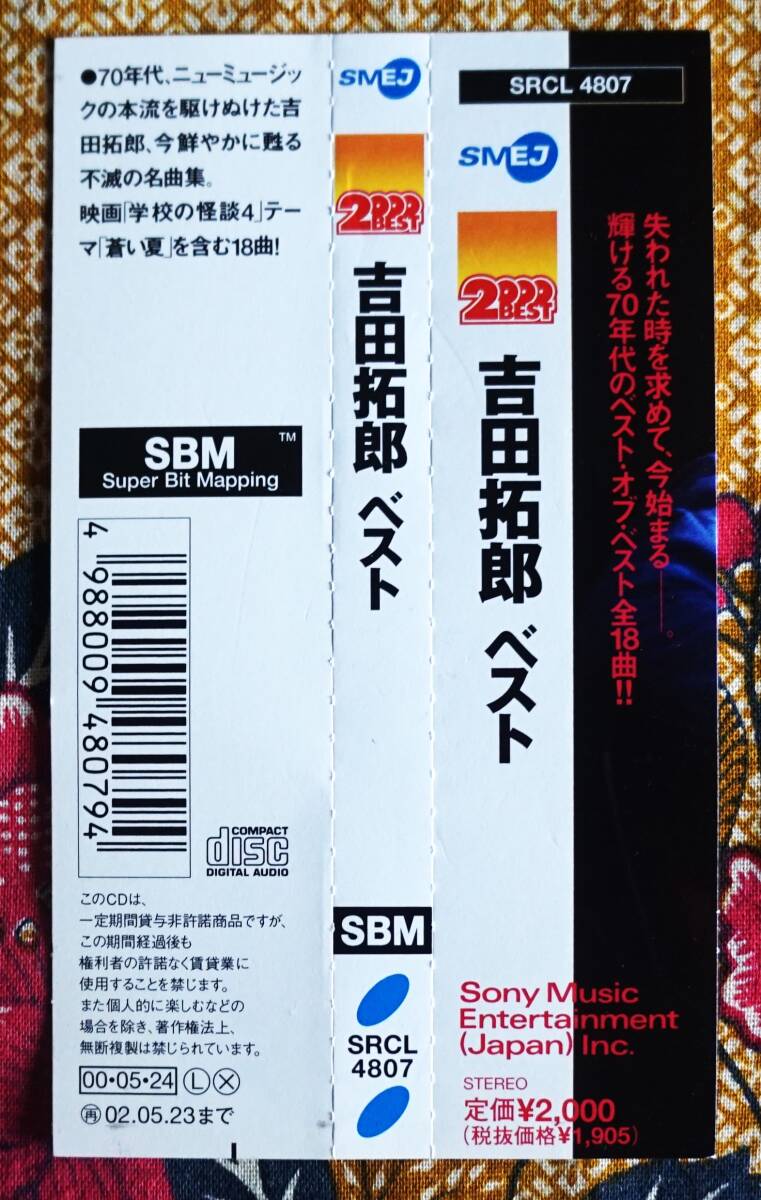 ●70年代、ニューミュージッ
クの本流を駆けぬけた吉
田拓郎、今鮮やかに甦る
不滅の名曲集。
映画「学校の怪談4」テー
マ「蒼い夏」を含む18曲!
SBM™
Super Bit Mapping
4 988009 480794
COMPACT
disc
DIGITAL AUDIO
このCDは、
一定期間貸与非許諾商品ですが、
この期間経過後も
権利者の許諾なく賃貸業に
使用することを禁じます。
また個人的に楽しむなどの
場合を除き、著作権法上、
無断複製は禁じられています。
00•05•24 Ⓛ Ⓧ
㊢02.05.23まで
SMEJ
2000
BEST
吉田拓郎 ベスト
SBM
SRCL
4807
SRCL 4807
SMEJ
2000
BEST
吉田拓郎 ベスト
失われた時を求めて、今始まる——。
輝ける70年代のベスト・オブ・ベスト全18曲!!
Sony Music
Entertainment
(Japan) Inc.
STEREO
定価¥2,000
(税抜価格¥1,905)